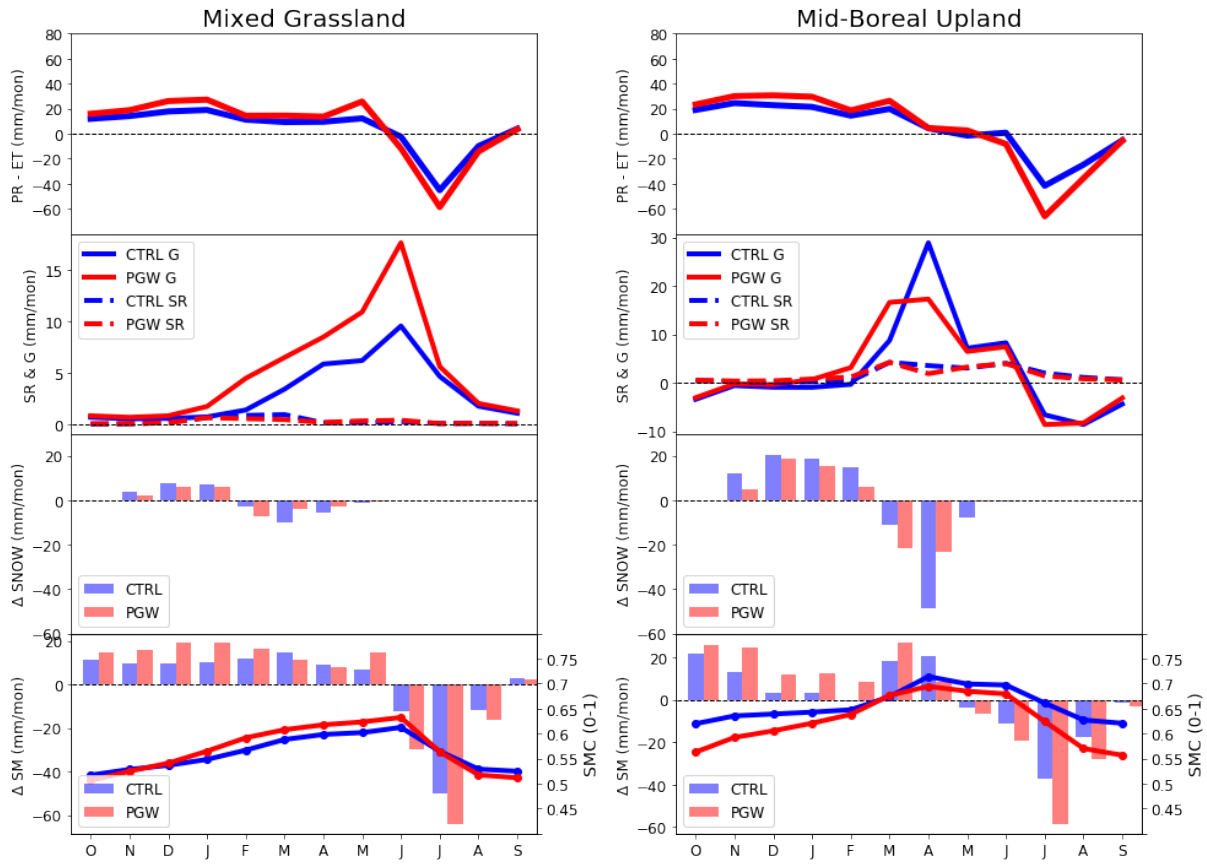 Mixed Grassland
Mid-Boreal Upland
80
60
40
20
0
−20
−40
−60
PR - ET (mm/mon)
80
60
40
20
0
−20
−40
−60
PR - ET (mm/mon)
15
10
5
0
SR & G (mm/mon)
CTRL G
PGW G
CTRL SR
PGW SR
30
20
10
0
−10
SR & G (mm/mon)
CTRL G
PGW G
CTRL SR
PGW SR
20
0
−20
−40
−60
Δ SNOW (mm/mon)
CTRL
PGW
20
0
−20
−40
−60
Δ SNOW (mm/mon)
CTRL
PGW
20
0
−20
−40
−60
Δ SM (mm/mon)
CTRL
PGW
0.75
0.7
0.65
0.6
0.55
0.5
0.45
SMC (0-1)
O N D J F M A M J J A S
20
0
−20
−40
−60
Δ SM (mm/mon)
CTRL
PGW
0.75
0.7
0.65
0.6
0.55
0.5
0.45
SMC (0-1)
O N D J F M A M J J A S